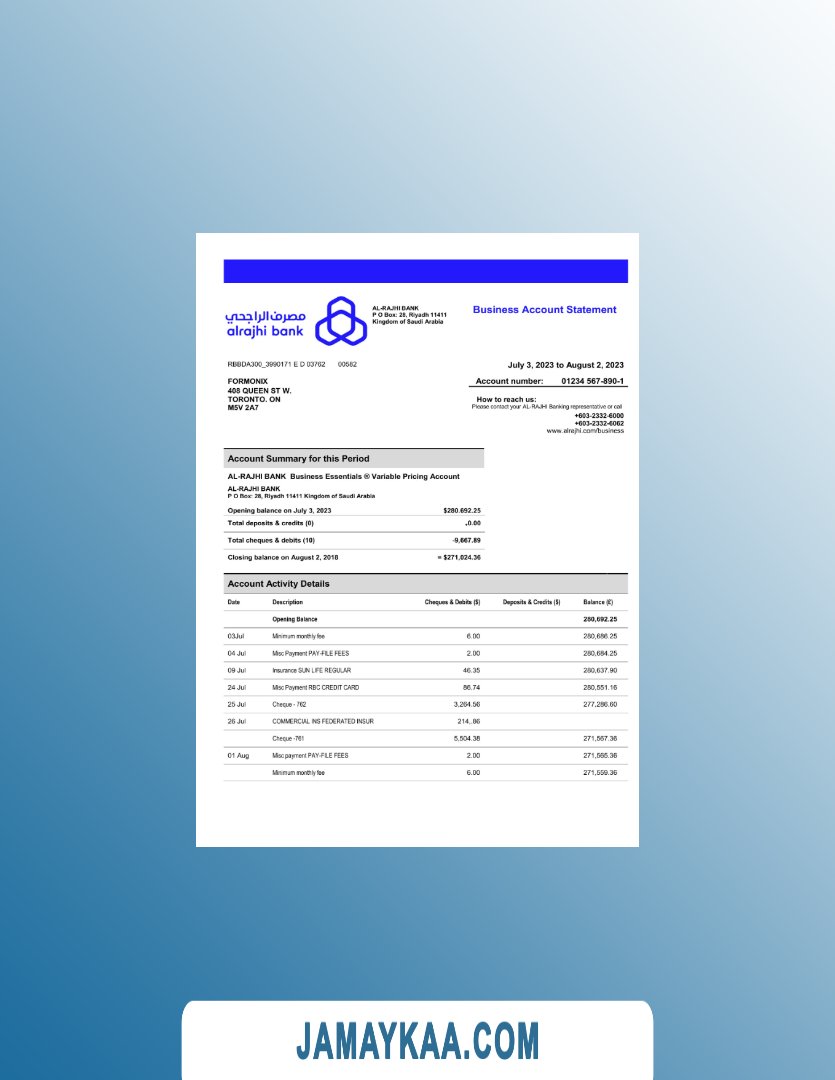 مصرف الراجحي
alrajhi bank
AL-RAJHI BANK
P O Box: 28, Riyadh 11411
Kingdom of Saudi Arabia
Business Account Statement
RBBDA300_3990171 E D 03762 00582
July 3, 2023 to August 2, 2023
FORMONIX
408 QUEEN ST W.
TORONTO. ON
M5V 2A7
Account number: 01234 567-890-1
How to reach us:
Please contact your AL-RAJHI Banking representative or call
+603-2332-6000
+603-2332-6062
www.alrejhi.com/business
Account Summary for this Period
AL-RAJHI BANK Business Essentials ® Variable Pricing Account
AL-RAJHI BANK
P O Box: 28, Riyadh 11411 Kingdom of Saudi Arabia
Opening balance on July 3, 2023 $280.692.25
Total deposits & credits (0) .0.00
Total cheques & debits (10) -9,667.89
Closing balance on August 2, 2018 = $271,024.36
Account Activity Details
Date Description Cheques & Debits ($) Deposits & Credits ($) Balance (£)
Opening Balance 280,692.25
03Jul Minimum monthly fee 6.00 280,686.25
04 Jul Misc Payment PAY-FILE FEES 2.00 280,684.25
09 Jul Insurance SUN LIFE REGULAR 46.35 280,637.90
24 Jul Misc Payment RBC CREDIT CARD 86.74 280,551.16
25 Jul Cheque - 762 3,264.56 277,286.60
26 Jul COMMERCIAL INS FEDERATED INSUR 214,.86
Cheque -761 5,504.38 271,567.36
01 Aug Misc payment PAY-FILE FEES 2.00 271,565.36
Minimum monthly fee 6.00 271,559.36
JAMAYKAA.COM